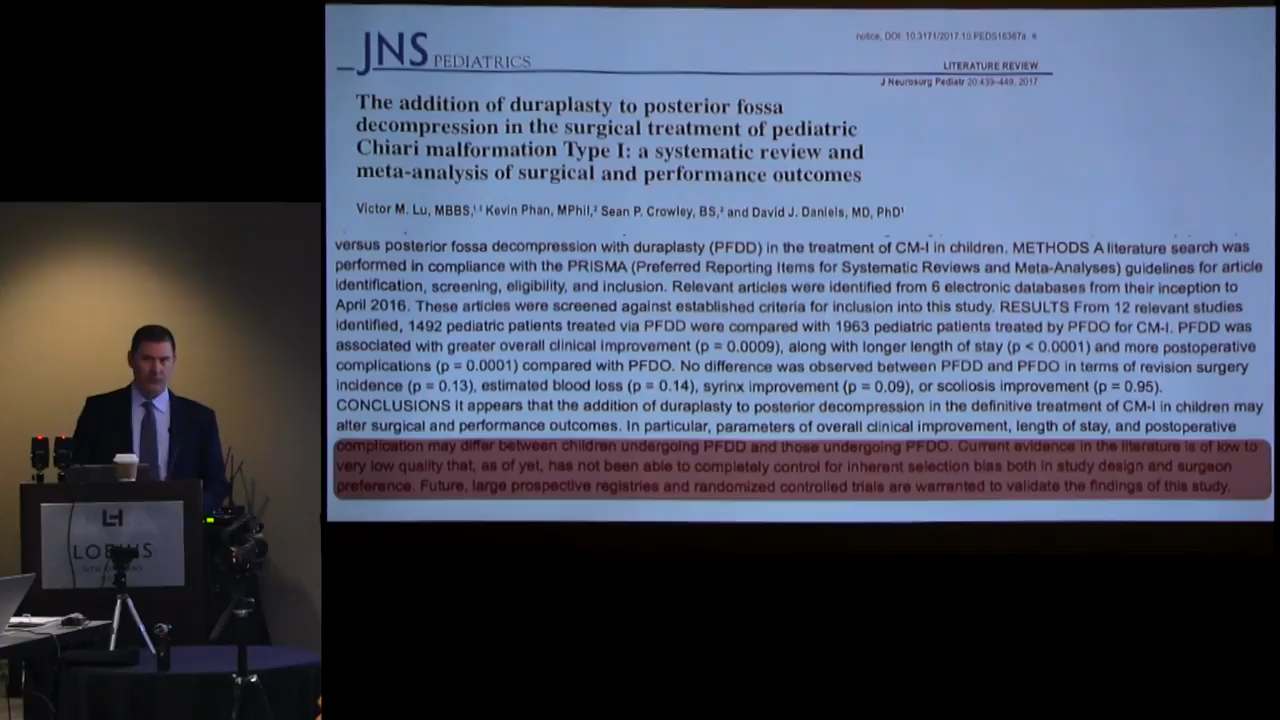 JNS PEDIATRICS
notice, DOI: 10.3171/2017.10.PEDS16367a.
LITERATURE REVIEW
J Neurosurg Pediatr 20:439–449, 2017
The addition of duraplasty to posterior fossa
decompression in the surgical treatment of pediatric
Chiari malformation Type I: a systematic review and
meta-analysis of surgical and performance outcomes
Victor M. Lu, MBBS, Kevin Phan, MPhil, Sean P. Crowley, BS, and David J. Daniels, MD, PhD
versus posterior fossa decompression with duraplasty (PFDD) in the treatment of CM-I in children. METHODS A literature search was
performed in compliance with the PRISMA (Preferred Reporting Items for Systematic Reviews and Meta-Analyses) guidelines for article
identification, screening, eligibility, and inclusion. Relevant articles were identified from 6 electronic databases from their inception to
April 2016. These articles were screened against established criteria for inclusion into this study. RESULTS From 12 relevant studies
identified, 1492 pediatric patients treated via PFDD were compared with 1963 pediatric patients treated by PFDO for CM-I. PFDD was
associated with greater overall clinical improvement (p = 0.0009), along with longer length of stay (p < 0.0001) and more postoperative
complications (p = 0.0001) compared with PFDO. No difference was observed between PFDD and PFDO in terms of revision surgery
incidence (p = 0.13), estimated blood loss (p = 0.14), syrinx improvement (p = 0.09), or scoliosis improvement (p = 0.95).
CONCLUSIONS It appears that the addition of duraplasty to posterior decompression in the definitive treatment of CM-I in children may
alter surgical and performance outcomes. In particular, parameters of overall clinical improvement, length of stay, and postoperative
complication may differ between children undergoing PFDD and those undergoing PFDO. Current evidence in the literature is of low to
very low quality that, as of yet, has not been able to completely control for inherent selection bias both in study design and surgeon
preference. Future, large prospective registries and randomized controlled trials are warranted to validate the findings of this study.
LH